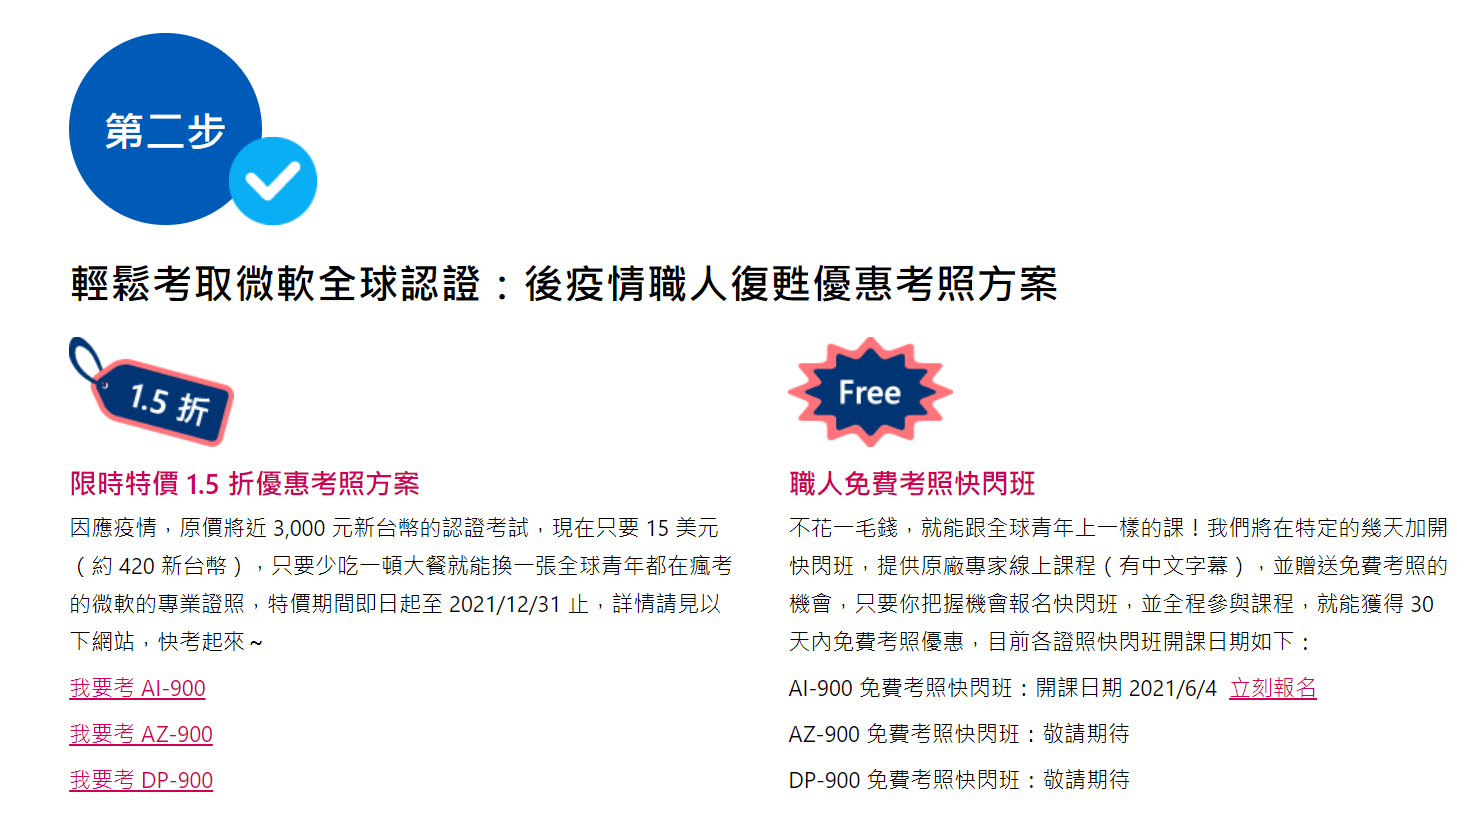 第二步
輕鬆考取微軟全球認證：後疫情職人復甦優惠考照方案
1.5 折
限時特價 1.5 折優惠考照方案
因應疫情，原價將近 3,000 元新台幣的認證考試，現在只要 15 美元
（約 420 新台幣），只要少吃一頓大餐就能換一張全球青年都在瘋考
的微軟的專業證照，特價期間即日起至 2021/12/31 止，詳情請見以
下網站，快考起來~
我要考 AI-900
我要考 AZ-900
我要考 DP-900
Free
職人免費考照快閃班
不花一毛錢，就能跟全球青年上一樣的課！我們將在特定的幾天加開
快閃班，提供原廠專家線上課程（有中文字幕），並贈送免費考照的
機會，只要你把握機會報名快閃班，並全程參與課程，就能獲得 30
天內免費考照優惠，目前各證照快閃班開課日期如下：
AI-900 免費考照快閃班：開課日期 2021/6/4 立刻報名
AZ-900 免費考照快閃班：敬請期待
DP-900 免費考照快閃班：敬請期待